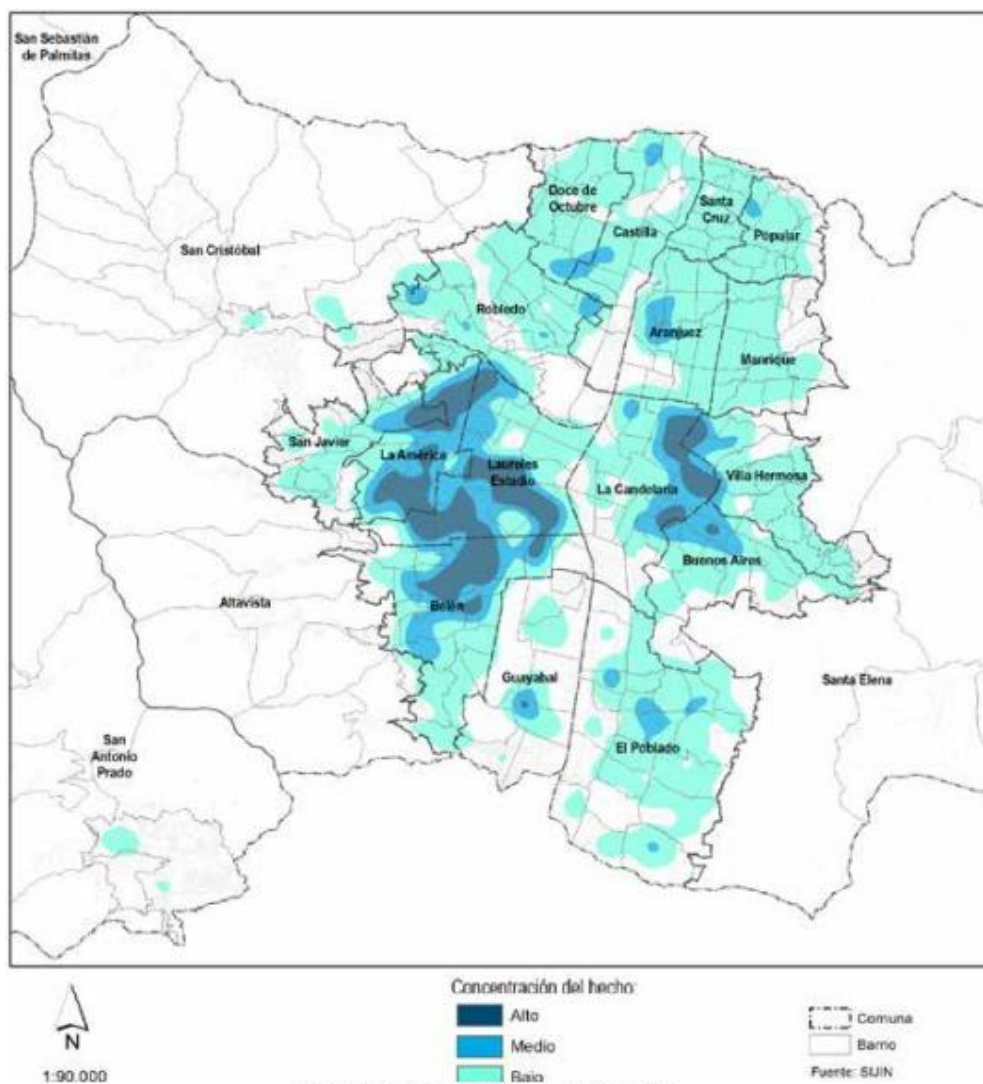 San Sebastián
de Palmitas
Doce de
Octubre
Santa
Cruz
Castilla
Popular
San Cristóbal
Robledo
Aranjuez
Manrique
San Javier
La América
Laureles
Estadio
La Candelaria
Villa Hermosa
Buenos Aires
Altavista
Belén
Guayabal
Santa Elena
El Poblado
San
Antonio
Prado
Concentración del hecho:
Alto
Medio
Bajo
Comuna
Barrio
Fuente: SIJIN
N
1:90.000